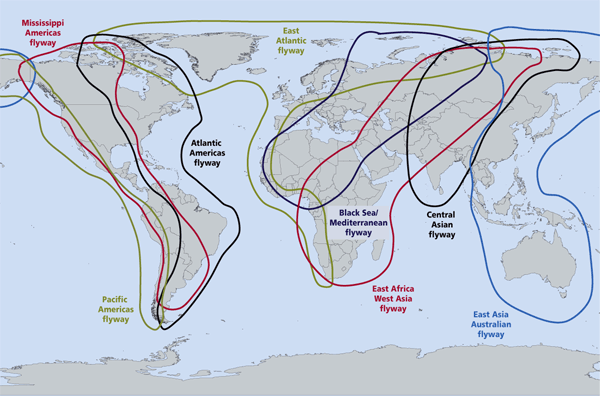 Mississippi
Americas
flyway
East
Atlantic
flyway
Atlantic
Americas
flyway
Black Sea/
Mediterranean
flyway
Central
Asian
flyway
Pacific
Americas
flyway
East Africa
West Asia
flyway
East Asia
Australian
flyway